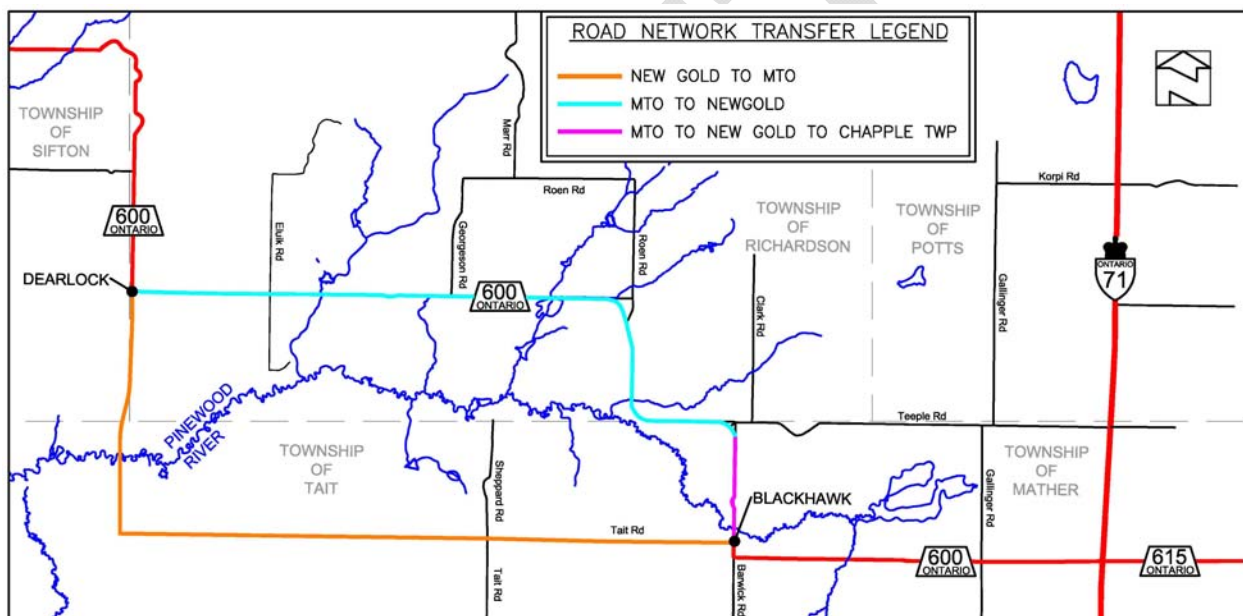 ROAD NETWORK TRANSFER LEGEND
NEW GOLD TO MTO
MTO TO NEWGOLD
MTO TO NEW GOLD TO CHAPPLE TWP
TOWNSHIP
OF
SIFTON
Marr Rd
Roen Rd
Korpi Rd
600
ONTARIO
Eluik Rd
Georgeson Rd
Roen Rd
TOWNSHIP
OF
RICHARDSON
TOWNSHIP
OF
POTTS
ONTARIO
71
DEARLOCK
600
ONTARIO
Clark Rd
Gallinger Rd
PINEWOOD
RIVER
Teeple Rd
TOWNSHIP
OF
TAIT
Sheppard Rd
Gallinger Rd
TOWNSHIP
OF
MATHER
BLACKHAWK
Tait Rd
Tait Rd
Barwick Rd
600
ONTARIO
615
ONTARIO